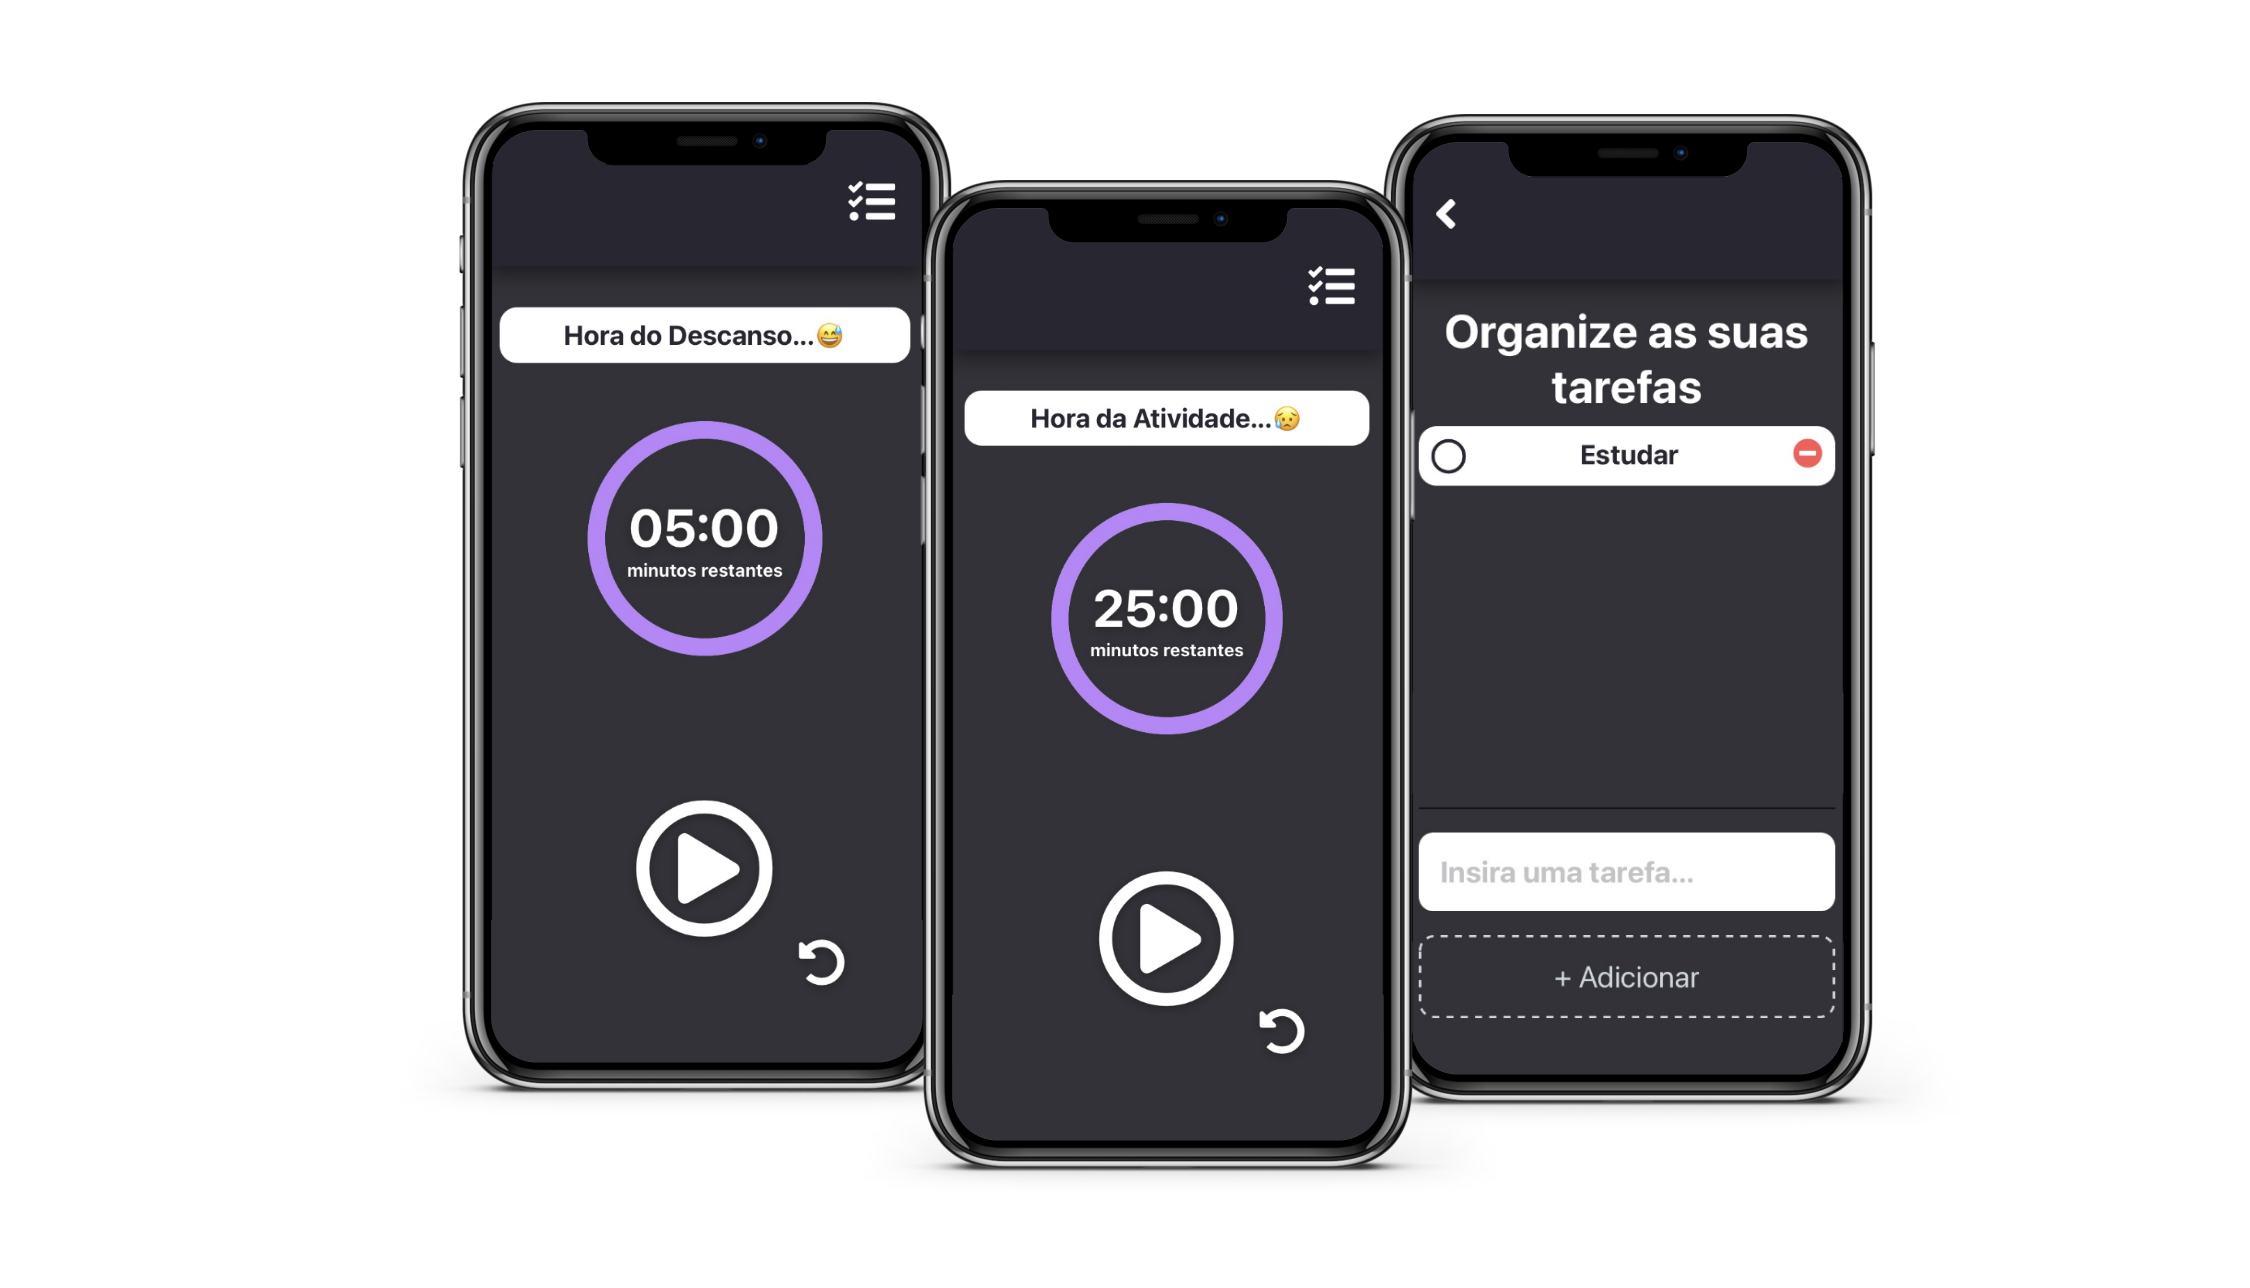 Hora do Descanso...😅
05:00
minutos restantes
Hora da Atividade...😥
25:00
minutos restantes
Organize as suas
tarefas
Estudar
Insira uma tarefa...
+ Adicionar